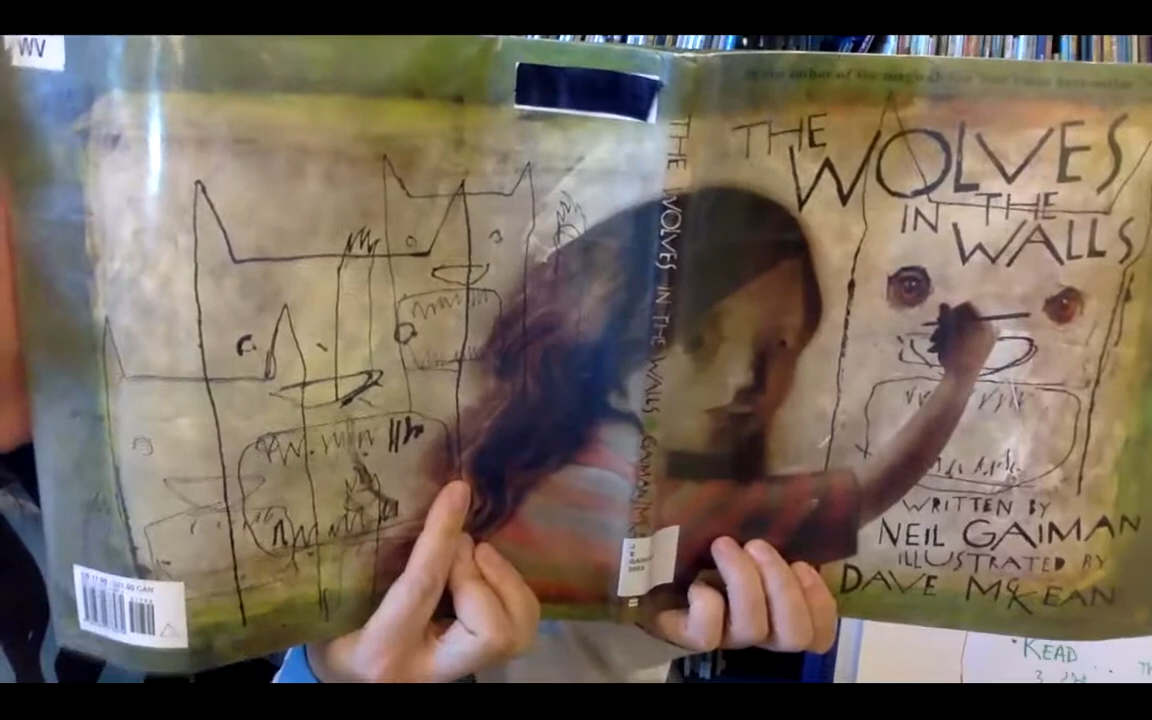 WV
THE WOLVES
IN THE
WALLS
WRITTEN BY
NEIL GAIMAN
ILLUSTRATED BY
DAVE McKEAN
THE WOLVES IN THE WALLS
READ